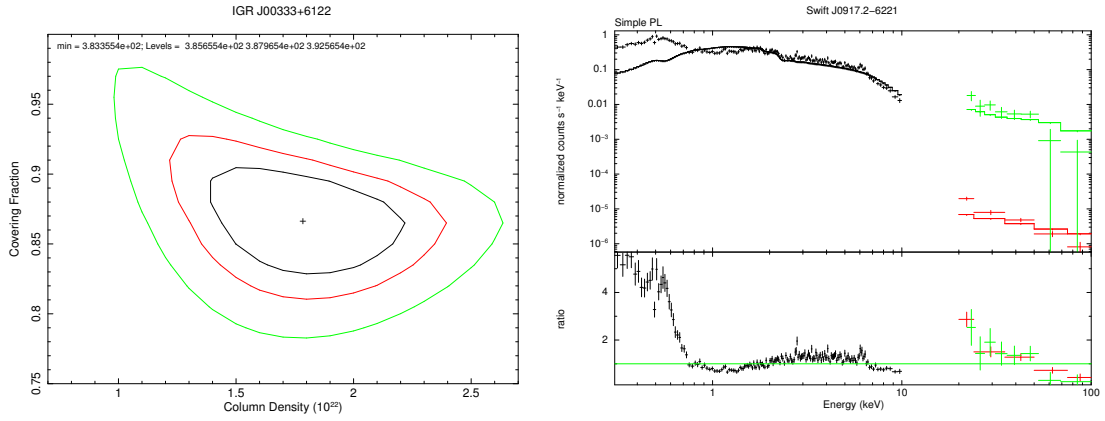 IGR J00333+6122
min = 3.833554e+02; Levels = 3.856554e+02 3.879654e+02 3.925654e+02
Covering Fraction
0.95
0.9
0.85
0.8
0.75
1
1.5
2
2.5
Column Density (10²²)
Swift J0917.2−6221
Simple PL
normalized counts s⁻¹ keV⁻¹
1
0.1
0.01
10⁻³
10⁻⁴
10⁻⁵
10⁻⁶
ratio
4
2
1
10
100
Energy (keV)